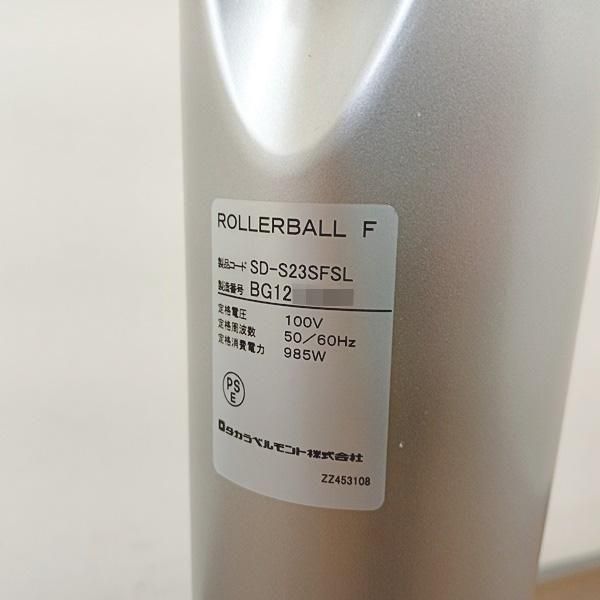 ROLLERBALL F
製品コード SD-S23SFSL
製造番号 BG12
定格電圧 100V
定格周波数 50/60Hz
定格消費電力 985W
PS
E
タカラベルモント株式会社
ZZ453108